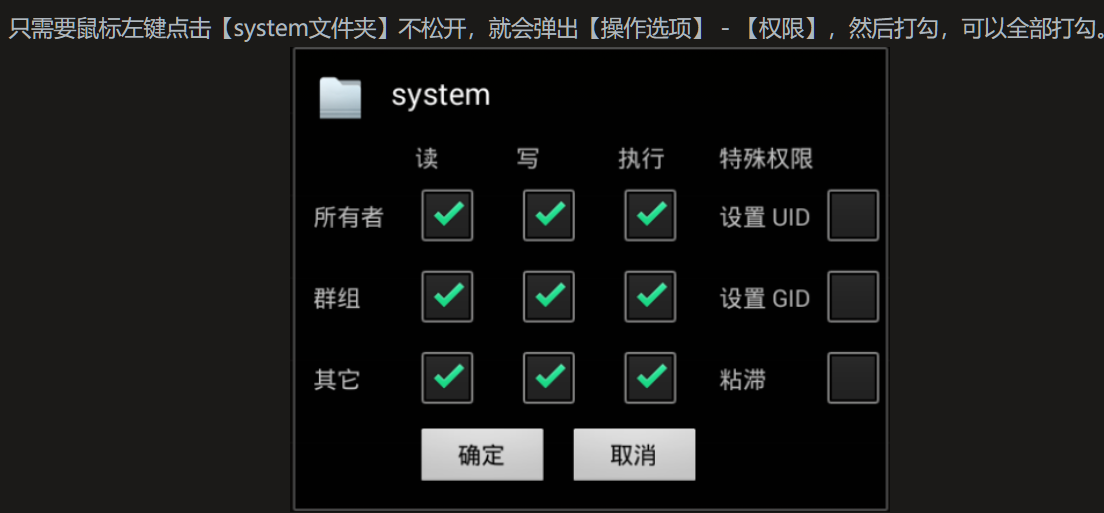 只需要鼠标左键点击【system文件夹】不松开，就会弹出【操作选项】 - 【权限】，然后打勾，可以全部打勾。
system
读 写 执行 特殊权限
所有者 设置 UID
群组 设置 GID
其它 粘滞
确定 取消